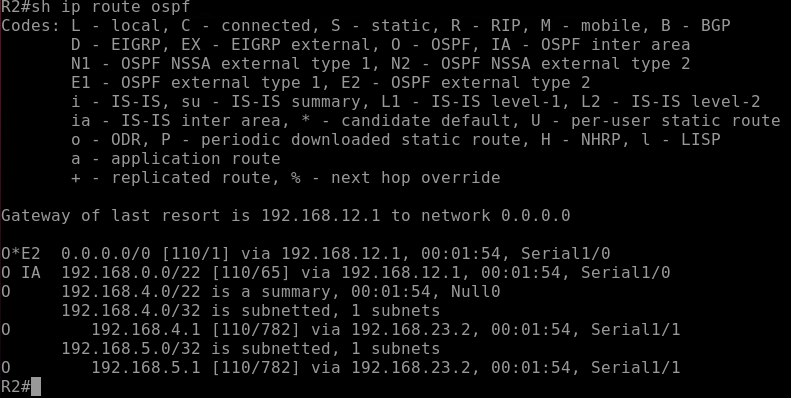 R2#sh ip route ospf
Codes: L - local, C - connected, S - static, R - RIP, M - mobile, B - BGP
       D - EIGRP, EX - EIGRP external, O - OSPF, IA - OSPF inter area
       N1 - OSPF NSSA external type 1, N2 - OSPF NSSA external type 2
       E1 - OSPF external type 1, E2 - OSPF external type 2
       i - IS-IS, su - IS-IS summary, L1 - IS-IS level-1, L2 - IS-IS level-2
       ia - IS-IS inter area, * - candidate default, U - per-user static route
       o - ODR, P - periodic downloaded static route, H - NHRP, l - LISP
       a - application route
       + - replicated route, % - next hop override

Gateway of last resort is 192.168.12.1 to network 0.0.0.0

O*E2  0.0.0.0/0 [110/1] via 192.168.12.1, 00:01:54, Serial1/0
O IA  192.168.0.0/22 [110/65] via 192.168.12.1, 00:01:54, Serial1/0
O     192.168.4.0/22 is a summary, 00:01:54, Null0
      192.168.4.0/32 is subnetted, 1 subnets
O        192.168.4.1 [110/782] via 192.168.23.2, 00:01:54, Serial1/1
      192.168.5.0/32 is subnetted, 1 subnets
O        192.168.5.1 [110/782] via 192.168.23.2, 00:01:54, Serial1/1
R2#